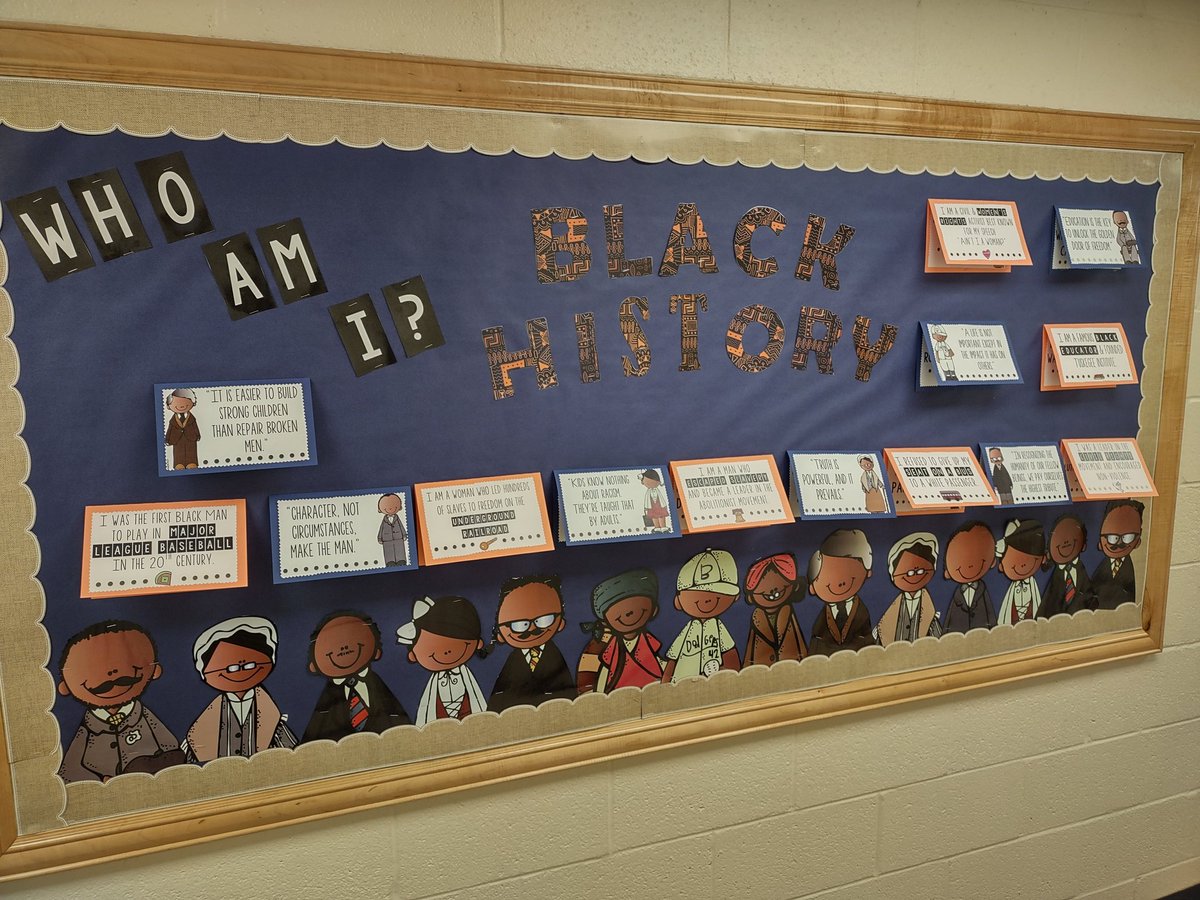 WHO
AM
I?
BLACK
HISTORY
I AM A CIVIL & WOMEN'S
RIGHTS ACTIVIST BEST KNOWN
FOR MY SPEECH
"AIN'T I A WOMAN?"
"EDUCATION IS THE KEY
TO UNLOCK THE GOLDEN
DOOR OF FREEDOM."
"A LIFE IS NOT
IMPORTANT EXCEPT IN
THE IMPACT IT HAS ON
OTHERS."
I AM A FAMOUS BLACK
EDUCATOR & FOUNDED
TUSKEGEE INSTITUTE.
"IT IS EASIER TO BUILD
STRONG CHILDREN
THAN REPAIR BROKEN
MEN."
I WAS THE FIRST BLACK MAN
TO PLAY IN MAJOR
LEAGUE BASEBALL
IN THE 20TH CENTURY.
"CHARACTER, NOT
CIRCUMSTANCES,
MAKE THE MAN."
I AM A WOMAN WHO LED HUNDREDS
OF SLAVES TO FREEDOM ON THE
UNDERGROUND
RAILROAD.
"KIDS KNOW NOTHING
ABOUT RACISM.
THEY'RE TAUGHT THAT
BY ADULTS."
I AM A MAN WHO
ESCAPED SLAVERY
AND BECAME A LEADER IN THE
ABOLITIONIST MOVEMENT.
"TRUTH IS
POWERFUL, AND IT
PREVAILS."
I REFUSED TO GIVE UP MY
SEAT ON A BUS
TO A WHITE PASSENGER.
"IN RECOGNIZING THE
HUMANITY OF OUR FELLOW
BEINGS, WE PAY OURSELVES
THE HIGHEST TRIBUTE."
I WAS A LEADER IN THE
CIVIL RIGHTS
MOVEMENT AND ENCOURAGED
NON-VIOLENCE.
B
42